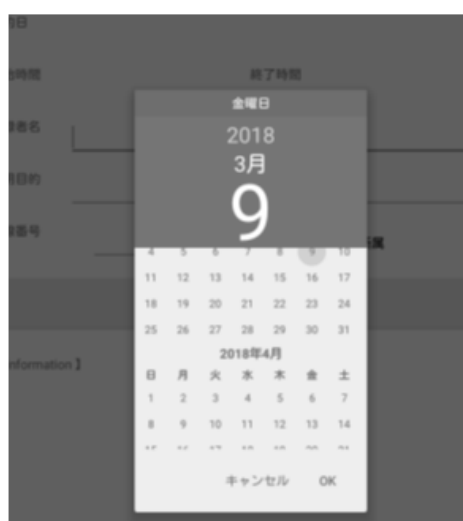 終了時間
金曜日
2018
3月
9
4 5 6 7 8 9 10
11 12 13 14 15 16 17
18 19 20 21 22 23 24
25 26 27 28 29 30 31
2018年4月
日 月 火 水 木 金 土
1 2 3 4 5 6 7
8 9 10 11 12 13 14
キャンセル OK
者名
目的
番号
属
nformation 】